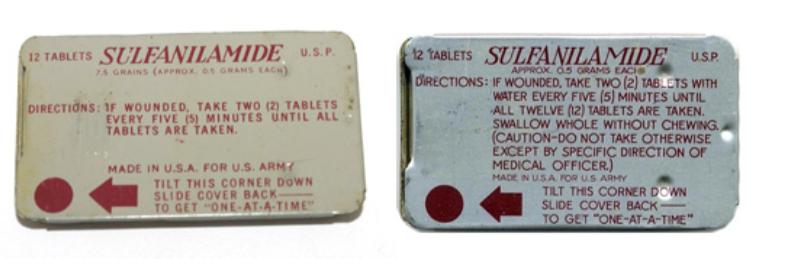 12 TABLETS SULFANILAMIDE U.S.P.
7.5 GRAINS (APPROX. 0.5 GRAMS EACH)
DIRECTIONS: IF WOUNDED, TAKE TWO (2) TABLETS
EVERY FIVE (5) MINUTES UNTIL ALL
TABLETS ARE TAKEN.
MADE IN U.S.A. FOR U.S. ARMY
TILT THIS CORNER DOWN
SLIDE COVER BACK
TO GET "ONE-AT-A-TIME"
12 TABLETS SULFANILAMIDE U.S.P.
APPROX. 0.5 GRAMS EACH
DIRECTIONS: IF WOUNDED, TAKE TWO (2) TABLETS WITH
WATER EVERY FIVE (5) MINUTES UNTIL
ALL TWELVE (12) TABLETS ARE TAKEN.
SWALLOW WHOLE WITHOUT CHEWING.
(CAUTION-DO NOT TAKE OTHERWISE
EXCEPT BY SPECIFIC DIRECTION OF
MEDICAL OFFICER.)
MADE IN U.S.A. FOR U.S. ARMY
TILT THIS CORNER DOWN
SLIDE COVER BACK
TO GET "ONE-AT-A-TIME"